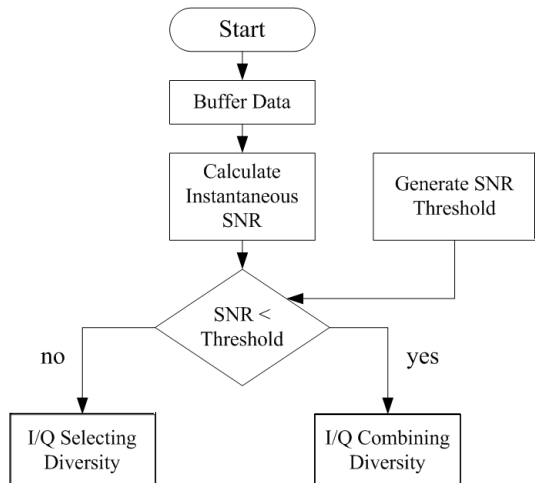 Start
Buffer Data
Calculate
Instantaneous
SNR
Generate SNR
Threshold
SNR <
Threshold
no
yes
I/Q Selecting
Diversity
I/Q Combining
Diversity